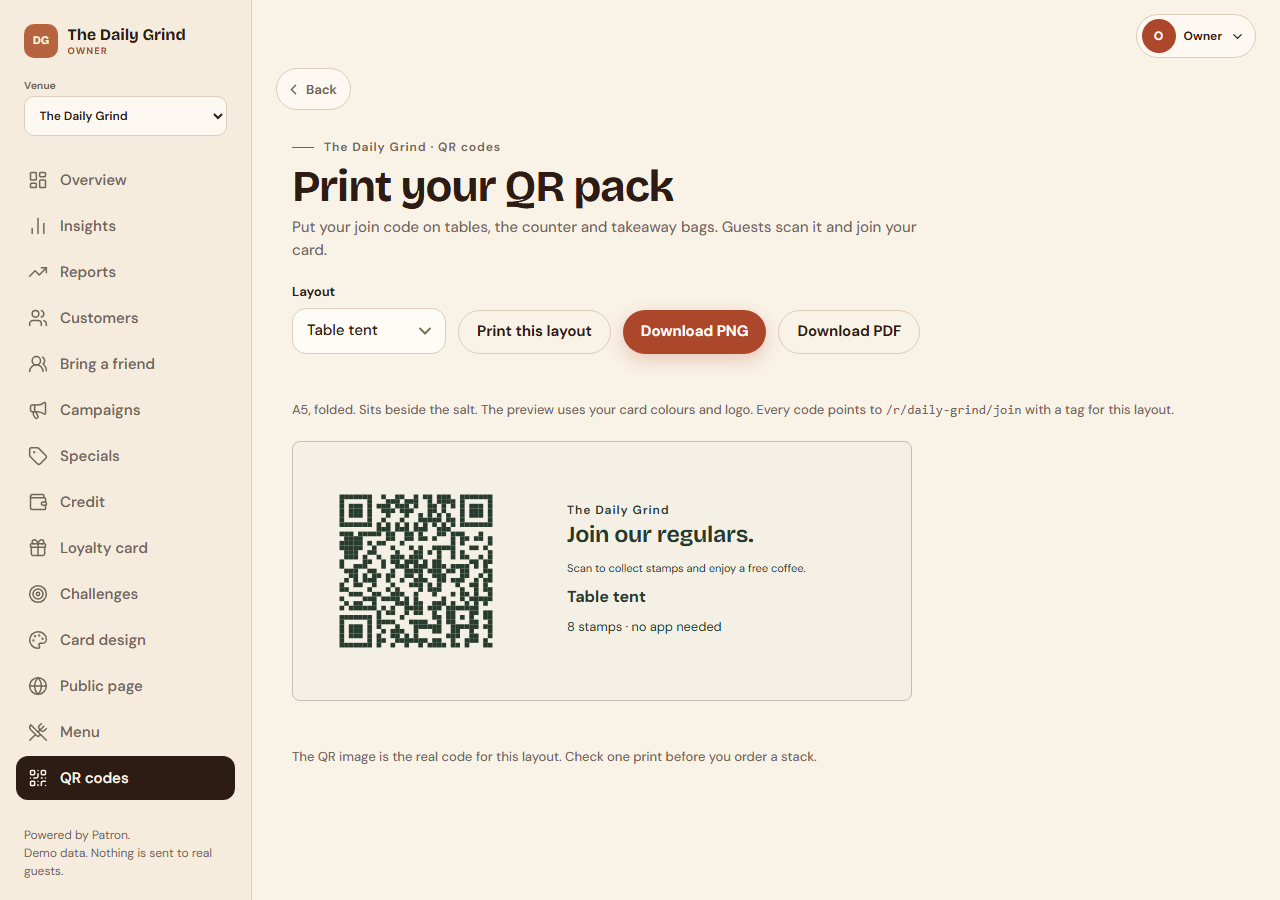 DG
The Daily Grind
OWNER
Venue
The Daily Grind
Overview
Insights
Reports
Customers
Bring a friend
Campaigns
Specials
Credit
Loyalty card
Challenges
Card design
Public page
Menu
QR codes
Powered by Patron.
Demo data. Nothing is sent to real
guests.
O
Owner
Back
The Daily Grind · QR codes
Print your QR pack
Put your join code on tables, the counter and takeaway bags. Guests scan it and join your
card.
Layout
Table tent
Print this layout
Download PNG
Download PDF
A5, folded. Sits beside the salt. The preview uses your card colours and logo. Every code points to /r/daily-grind/join with a tag for this layout.
The Daily Grind
Join our regulars.
Scan to collect stamps and enjoy a free coffee.
Table tent
8 stamps · no app needed
The QR image is the real code for this layout. Check one print before you order a stack.